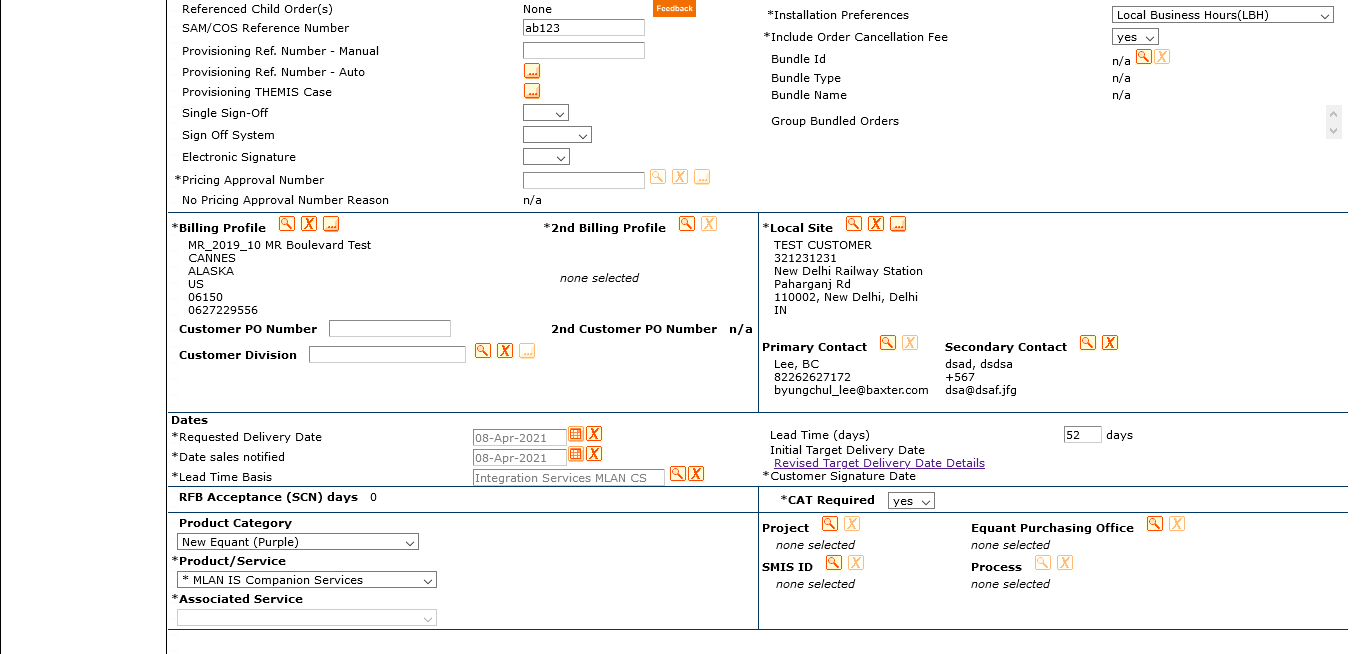 Referenced Child Order(s) None Feedback
SAM/COS Reference Number ab123
Provisioning Ref. Number - Manual
Provisioning Ref. Number - Auto ...
Provisioning THEMIS Case ...
Single Sign-Off
Sign Off System
Electronic Signature
*Pricing Approval Number X ...
No Pricing Approval Number Reason n/a
*Installation Preferences Local Business Hours(LBH)
*Include Order Cancellation Fee yes
Bundle Id n/a X
Bundle Type n/a
Bundle Name n/a
Group Bundled Orders
*Billing Profile X ...
MR_2019_10 MR Boulevard Test
CANNES
ALASKA
US
06150
0627229556
*2nd Billing Profile X
none selected
Customer PO Number
2nd Customer PO Number n/a
Customer Division X ...
*Local Site X ...
TEST CUSTOMER
321231231
New Delhi Railway Station
Paharganj Rd
110002, New Delhi, Delhi
IN
Primary Contact X
Lee, BC
82262627172
byungchul_lee@baxter.com
Secondary Contact X
dsad, dsdsa
+567
dsa@dsaf.jfg
Dates
*Requested Delivery Date 08-Apr-2021 X
*Date sales notified 08-Apr-2021 X
*Lead Time Basis Integration Services MLAN CS X
Lead Time (days) 52 days
Initial Target Delivery Date
Revised Target Delivery Date Details
*Customer Signature Date
RFB Acceptance (SCN) days 0
*CAT Required yes
Product Category
New Equant (Purple)
*Product/Service
* MLAN IS Companion Services
*Associated Service
Project X
none selected
Equant Purchasing Office X
none selected
SMIS ID X
none selected
Process X
none selected